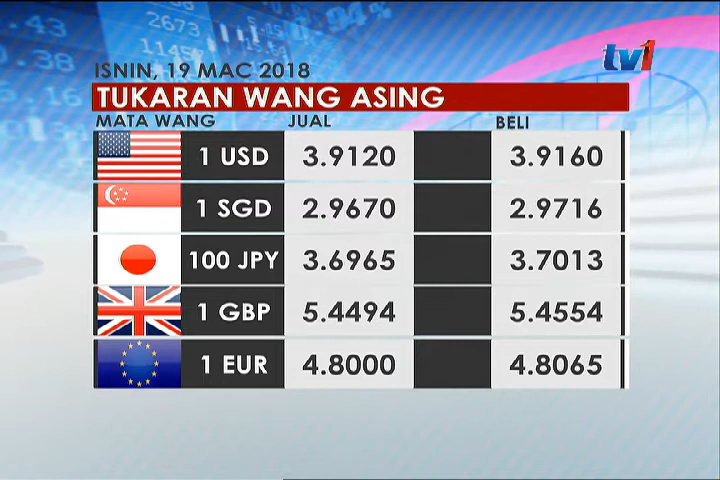 tv1
ISNIN, 19 MAC 2018
TUKARAN WANG ASING
MATA WANG JUAL BELI
1 USD 3.9120 3.9160
1 SGD 2.9670 2.9716
100 JPY 3.6965 3.7013
1 GBP 5.4494 5.4554
1 EUR 4.8000 4.8065